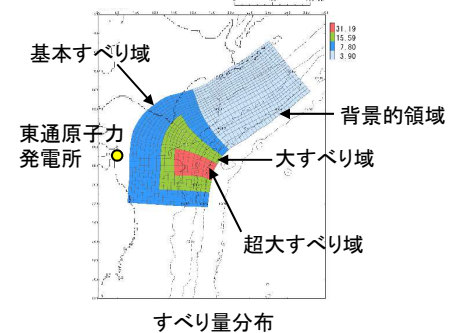 31.19
15.59
7.80
3.90
基本すべり域
背景的領域
東通原子力
発電所
大すべり域
超大すべり域
すべり量分布